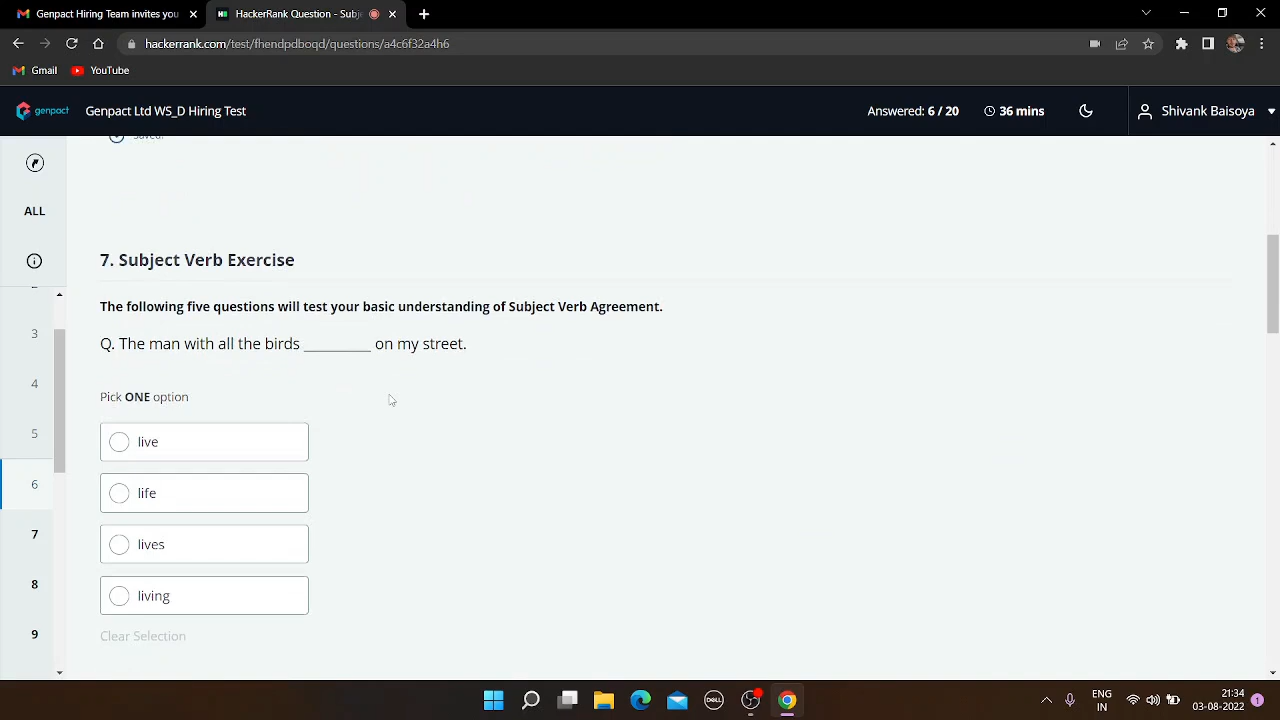 Genpact Hiring Team invites you
HackerRank Question - Subj
hackerrank.com/test/fhendpdboqd/questions/a4c6f32a4h6
Gmail
YouTube
genpact
Genpact Ltd WS_D Hiring Test
Answered: 6 / 20
36 mins
Shivank Baisoya
Saved!
ALL
7. Subject Verb Exercise
The following five questions will test your basic understanding of Subject Verb Agreement.
Q. The man with all the birds __________ on my street.
Pick ONE option
live
life
lives
living
Clear Selection
3
4
5
6
7
8
9
DELL
ENG
IN
21:34
03-08-2022
1